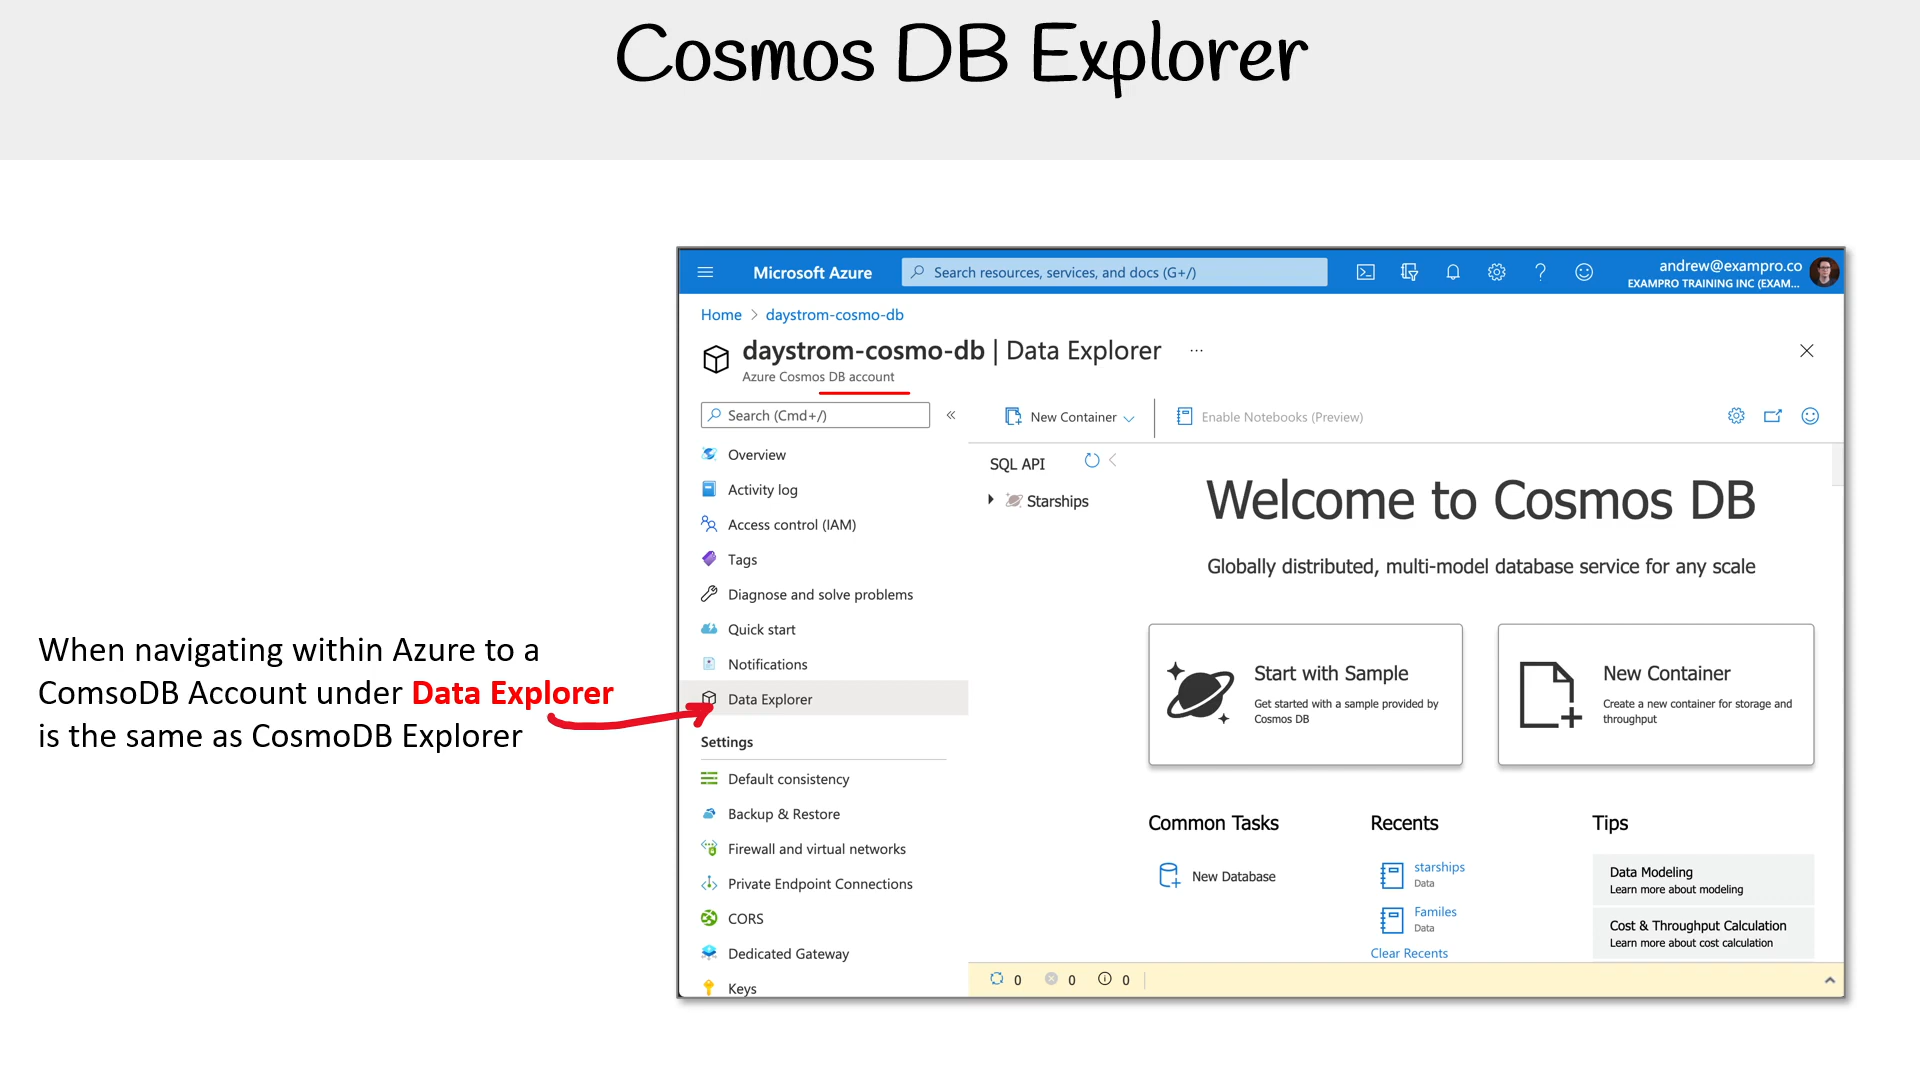 Cosmos DB Explorer
When navigating within Azure to a
ComsoDB Account under Data Explorer
is the same as CosmoDB Explorer
Microsoft Azure
Search resources, services, and docs (G+/)
andrew@exampro.co
EXAMPRO TRAINING INC (EXAM...
Home > daystrom-cosmo-db
daystrom-cosmo-db | Data Explorer ...
Azure Cosmos DB account
Search (Cmd+/)
«
Overview
Activity log
Access control (IAM)
Tags
Diagnose and solve problems
Quick start
Notifications
Data Explorer
Settings
Default consistency
Backup & Restore
Firewall and virtual networks
Private Endpoint Connections
CORS
Dedicated Gateway
Keys
New Container
Enable Notebooks (Preview)
SQL API
Starships
Welcome to Cosmos DB
Globally distributed, multi-model database service for any scale
Start with Sample
Get started with a sample provided by
Cosmos DB
New Container
Create a new container for storage and
throughput
Common Tasks
New Database
Recents
starships
Data
Familes
Data
Clear Recents
Tips
Data Modeling
Learn more about modeling
Cost & Throughput Calculation
Learn more about cost calculation
0 0 0